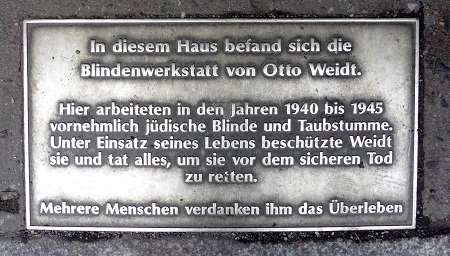 In diesem Haus befand sich die
Blindenwerkstatt von Otto Weidt.
Hier arbeiteten in den Jahren 1940 bis 1945
vornehmlich jüdische Blinde und Taubstumme.
Unter Einsatz seines Lebens beschützte Weidt
sie und tat alles, um sie vor dem sicheren Tod
zu retten.
Mehrere Menschen verdanken ihm das Überleben